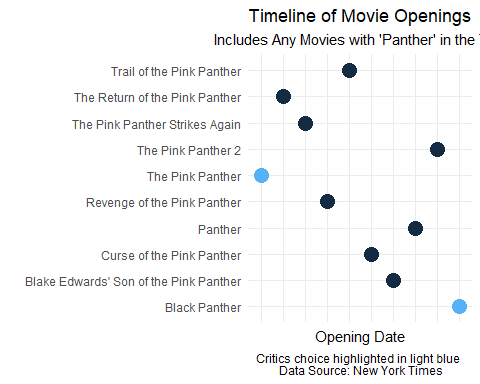 Timeline of Movie Openings
Includes Any Movies with 'Panther' in the
Trail of the Pink Panther
The Return of the Pink Panther
The Pink Panther Strikes Again
The Pink Panther 2
The Pink Panther
Revenge of the Pink Panther
Panther
Curse of the Pink Panther
Blake Edwards' Son of the Pink Panther
Black Panther
Opening Date
Critics choice highlighted in light blue
Data Source: New York Times